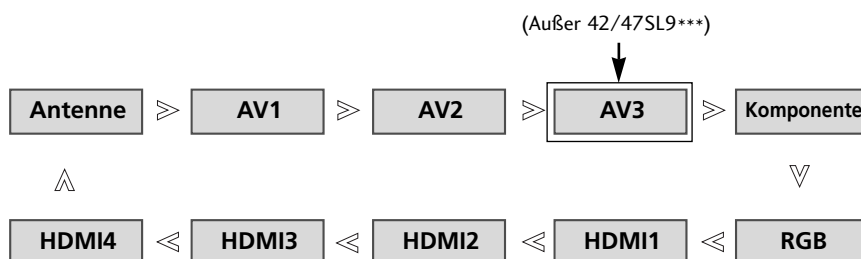 (Außer 42/47SL9***)
Antenne AV1 AV2 AV3 Komponente
HDMI4 HDMI3 HDMI2 HDMI1 RGB